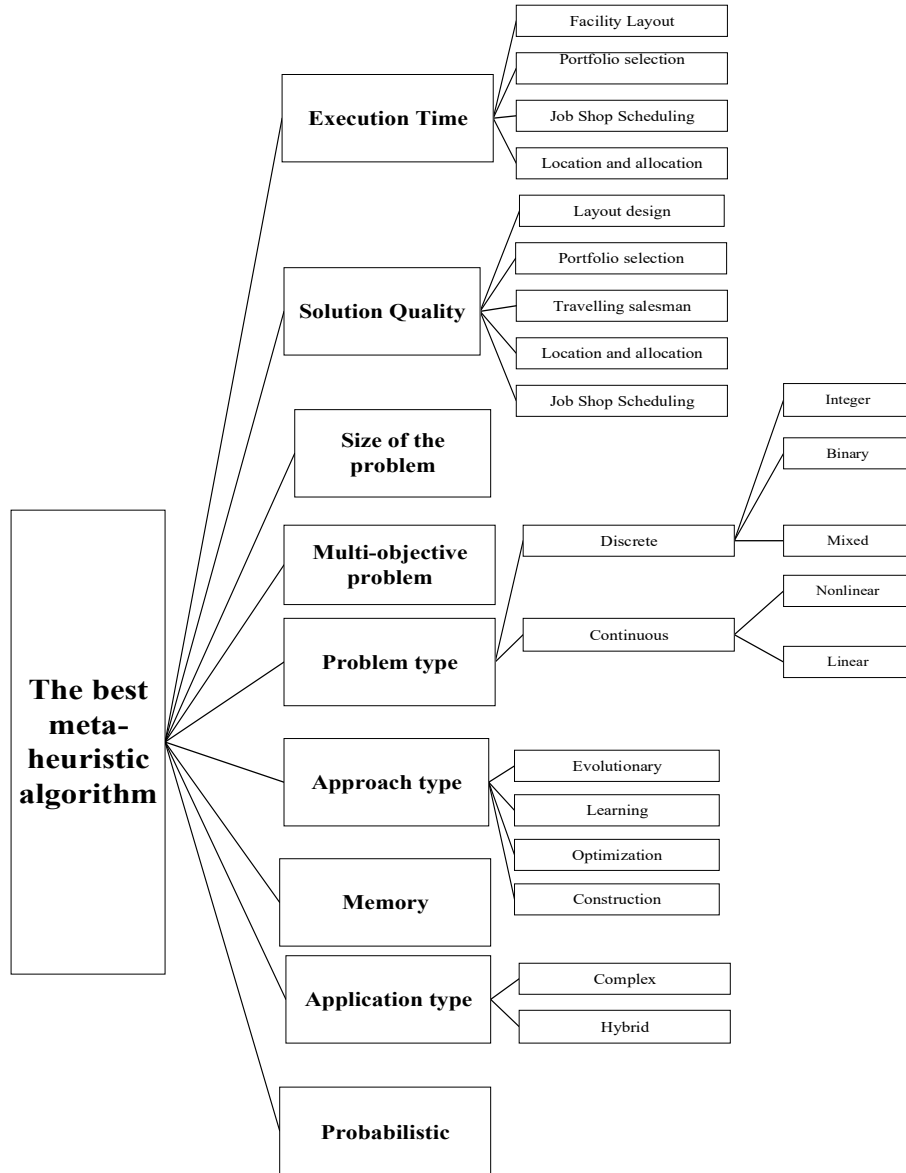 The best
meta-
heuristic
algorithm
Execution Time
Facility Layout
Portfolio selection
Job Shop Scheduling
Location and allocation
Solution Quality
Layout design
Portfolio selection
Travelling salesman
Location and allocation
Job Shop Scheduling
Size of the
problem
Multi-objective
problem
Problem type
Discrete
Integer
Binary
Mixed
Continuous
Nonlinear
Linear
Approach type
Evolutionary
Learning
Optimization
Construction
Memory
Application type
Complex
Hybrid
Probabilistic